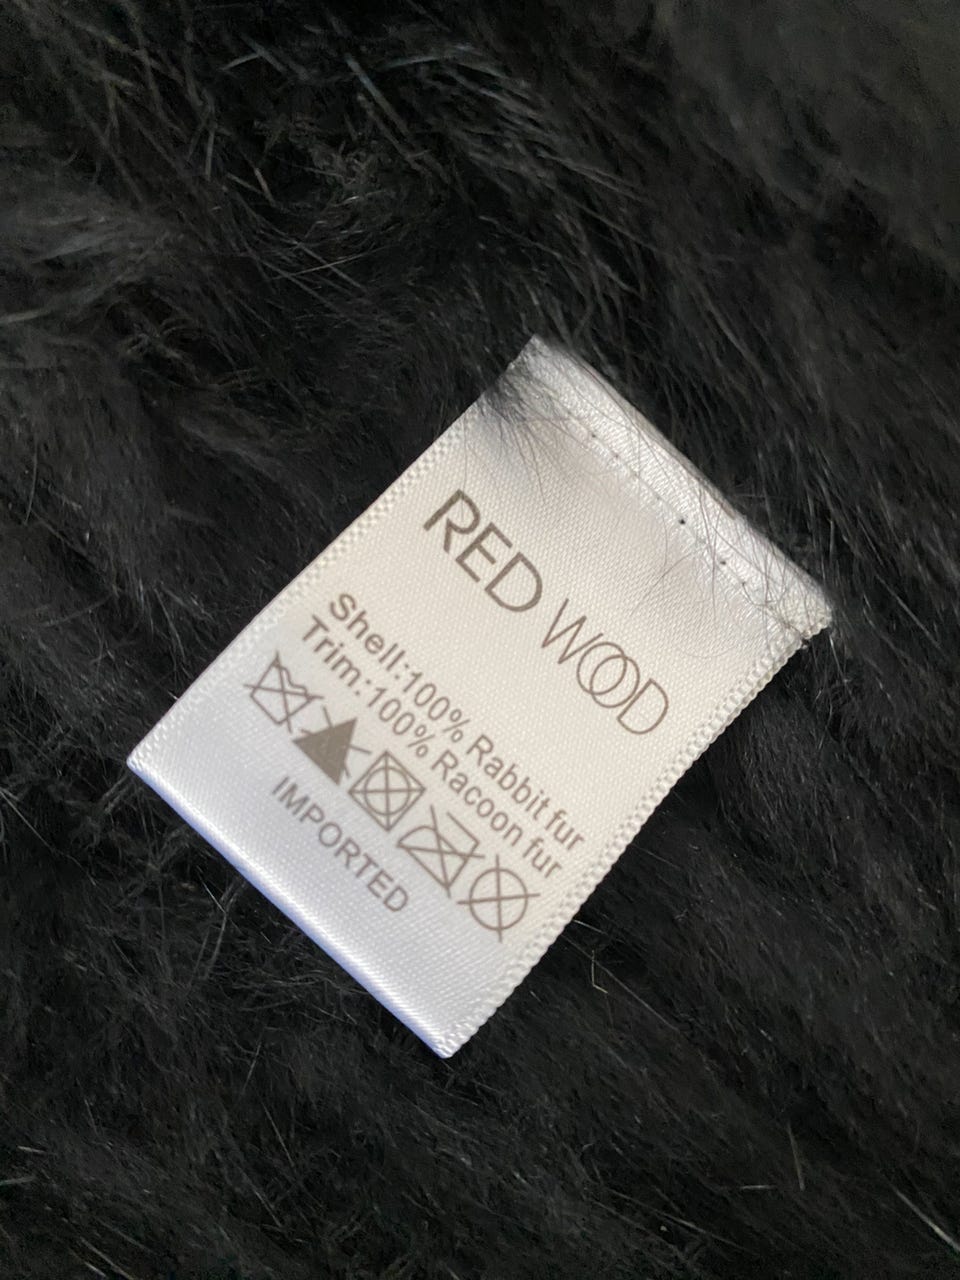 RED WOOD
Shell:100% Rabbit fur
Trim:100% Racoon fur
IMPORTED